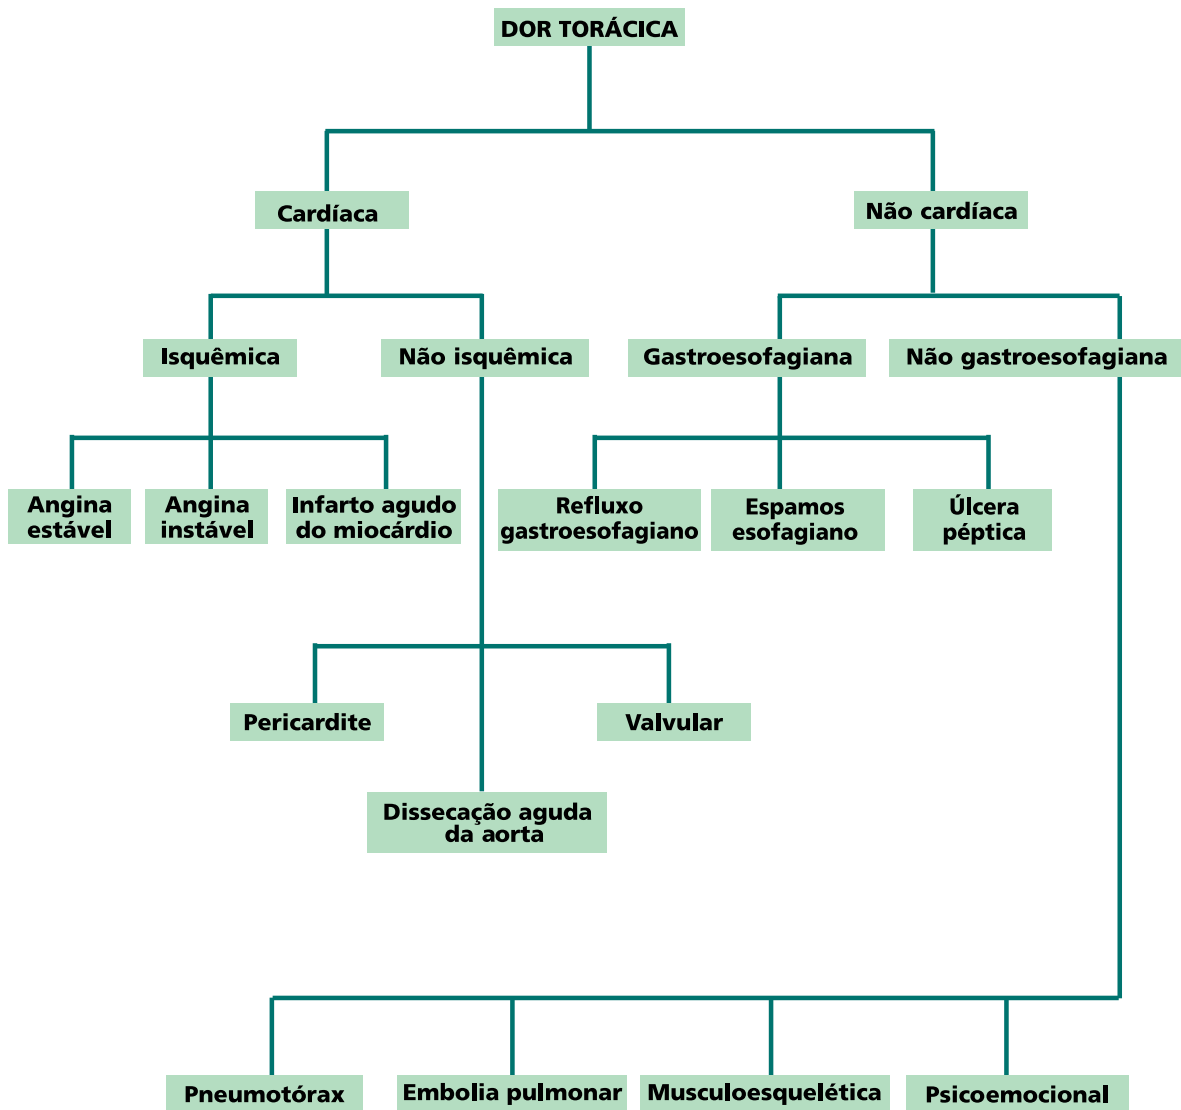 DOR TORÁCICA
Cardíaca
Não cardíaca
Isquêmica
Não isquêmica
Gastroesofagiana
Não gastroesofagiana
Angina
estável
Angina
instável
Infarto agudo
do miocárdio
Refluxo
gastroesofagiano
Espamos
esofagiano
Úlcera
péptica
Pericardite
Valvular
Dissecação aguda
da aorta
Pneumotórax
Embolia pulmonar
Musculoesquelética
Psicoemocional